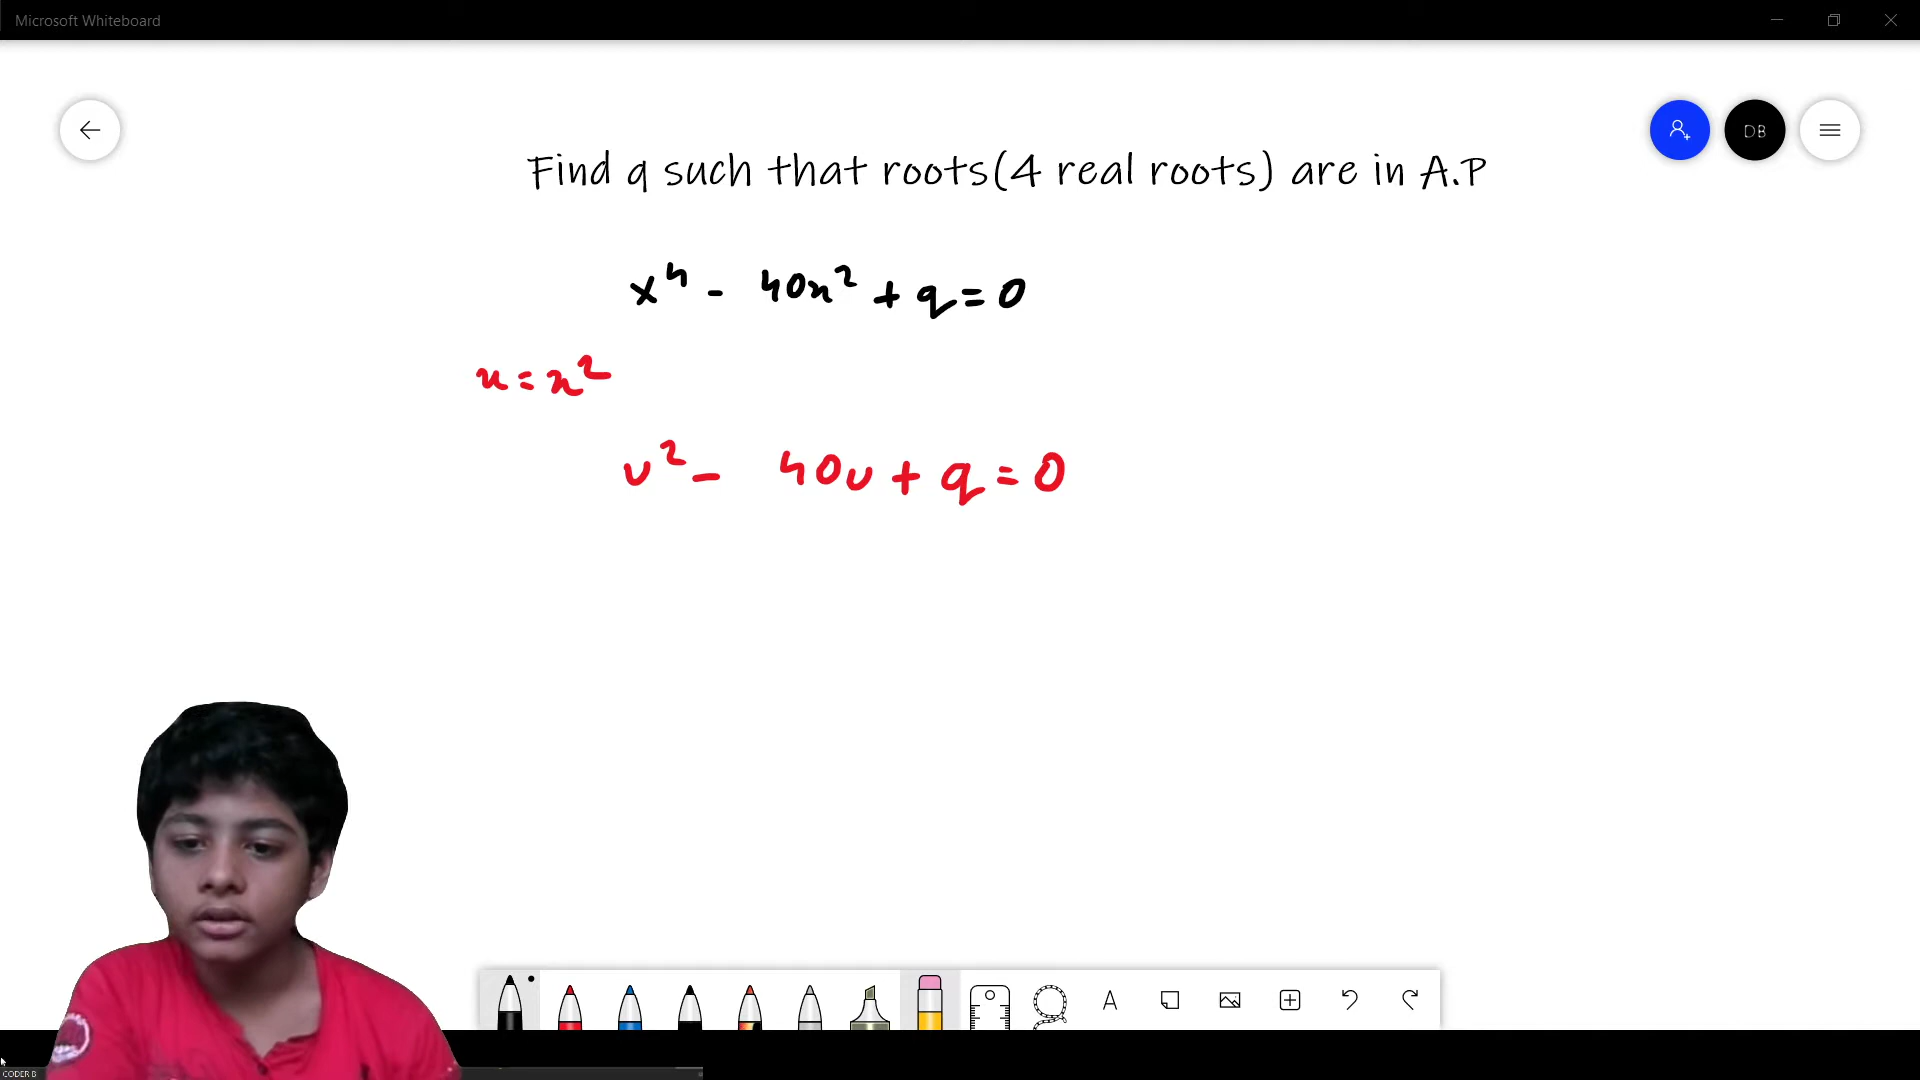 Microsoft Whiteboard
DB
Find q such that roots(4 real roots) are in A.P
x⁴ - 40x² + q = 0
u = x²
u² - 40u + q = 0
A
CODER B